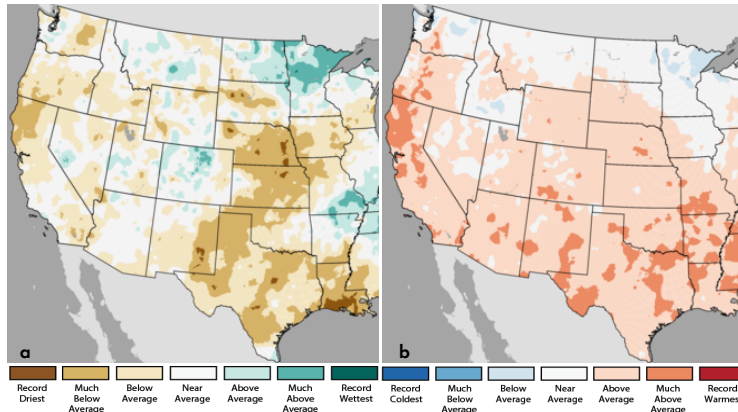 a
b
Record Driest
Much Below Average
Below Average
Near Average
Above Average
Much Above Average
Record Wettest
Record Coldest
Much Below Average
Below Average
Near Average
Above Average
Much Above Average
Record Warmest